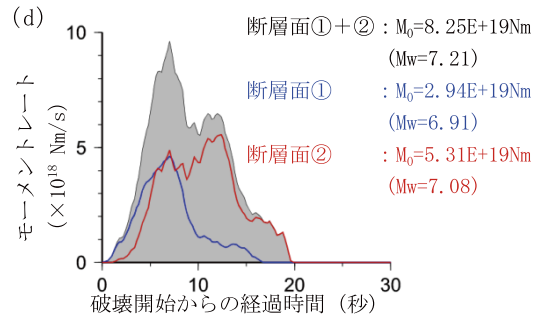 (d)
断層面①＋②：M₀=8.25E+19Nm
(Mw=7.21)
断層面①：M₀=2.94E+19Nm
(Mw=6.91)
断層面②：M₀=5.31E+19Nm
(Mw=7.08)
モーメントレート
(×10¹⁸ Nm/s)
10
5
0
0 10 20 30
破壊開始からの経過時間（秒）